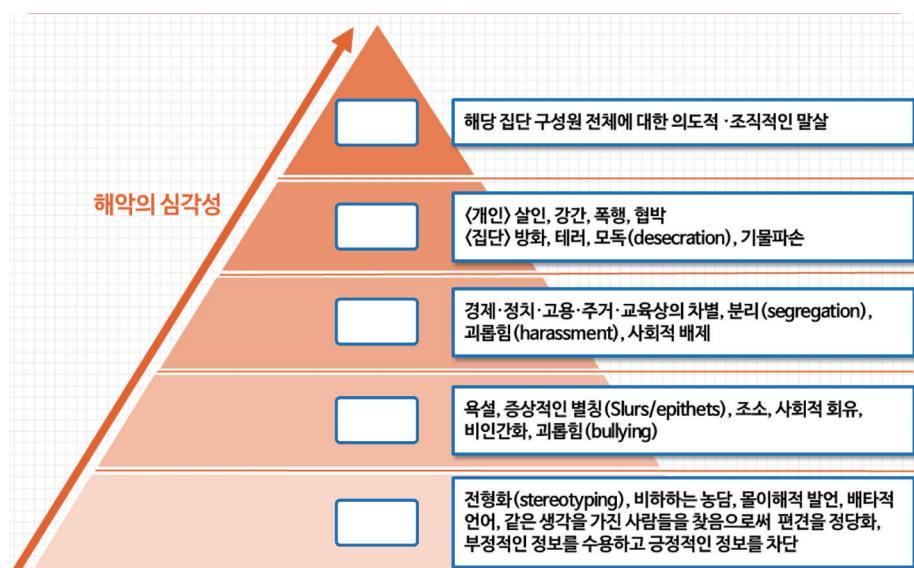 해당 집단 구성원 전체에 대한 의도적·조직적인 말살
해악의 심각성
〈개인〉 살인, 강간, 폭행, 협박
〈집단〉 방화, 테러, 모독(desecration), 기물파손
경제·정치·고용·주거·교육상의 차별, 분리(segregation),
괴롭힘(harassment), 사회적 배제
욕설, 증상적인 별칭(Slurs/epithets), 조소, 사회적 회유,
비인간화, 괴롭힘(bullying)
전형화(stereotyping), 비하하는 농담, 몰이해적 발언, 배타적
언어, 같은 생각을 가진 사람들을 찾음으로써 편견을 정당화,
부정적인 정보를 수용하고 긍정적인 정보를 차단